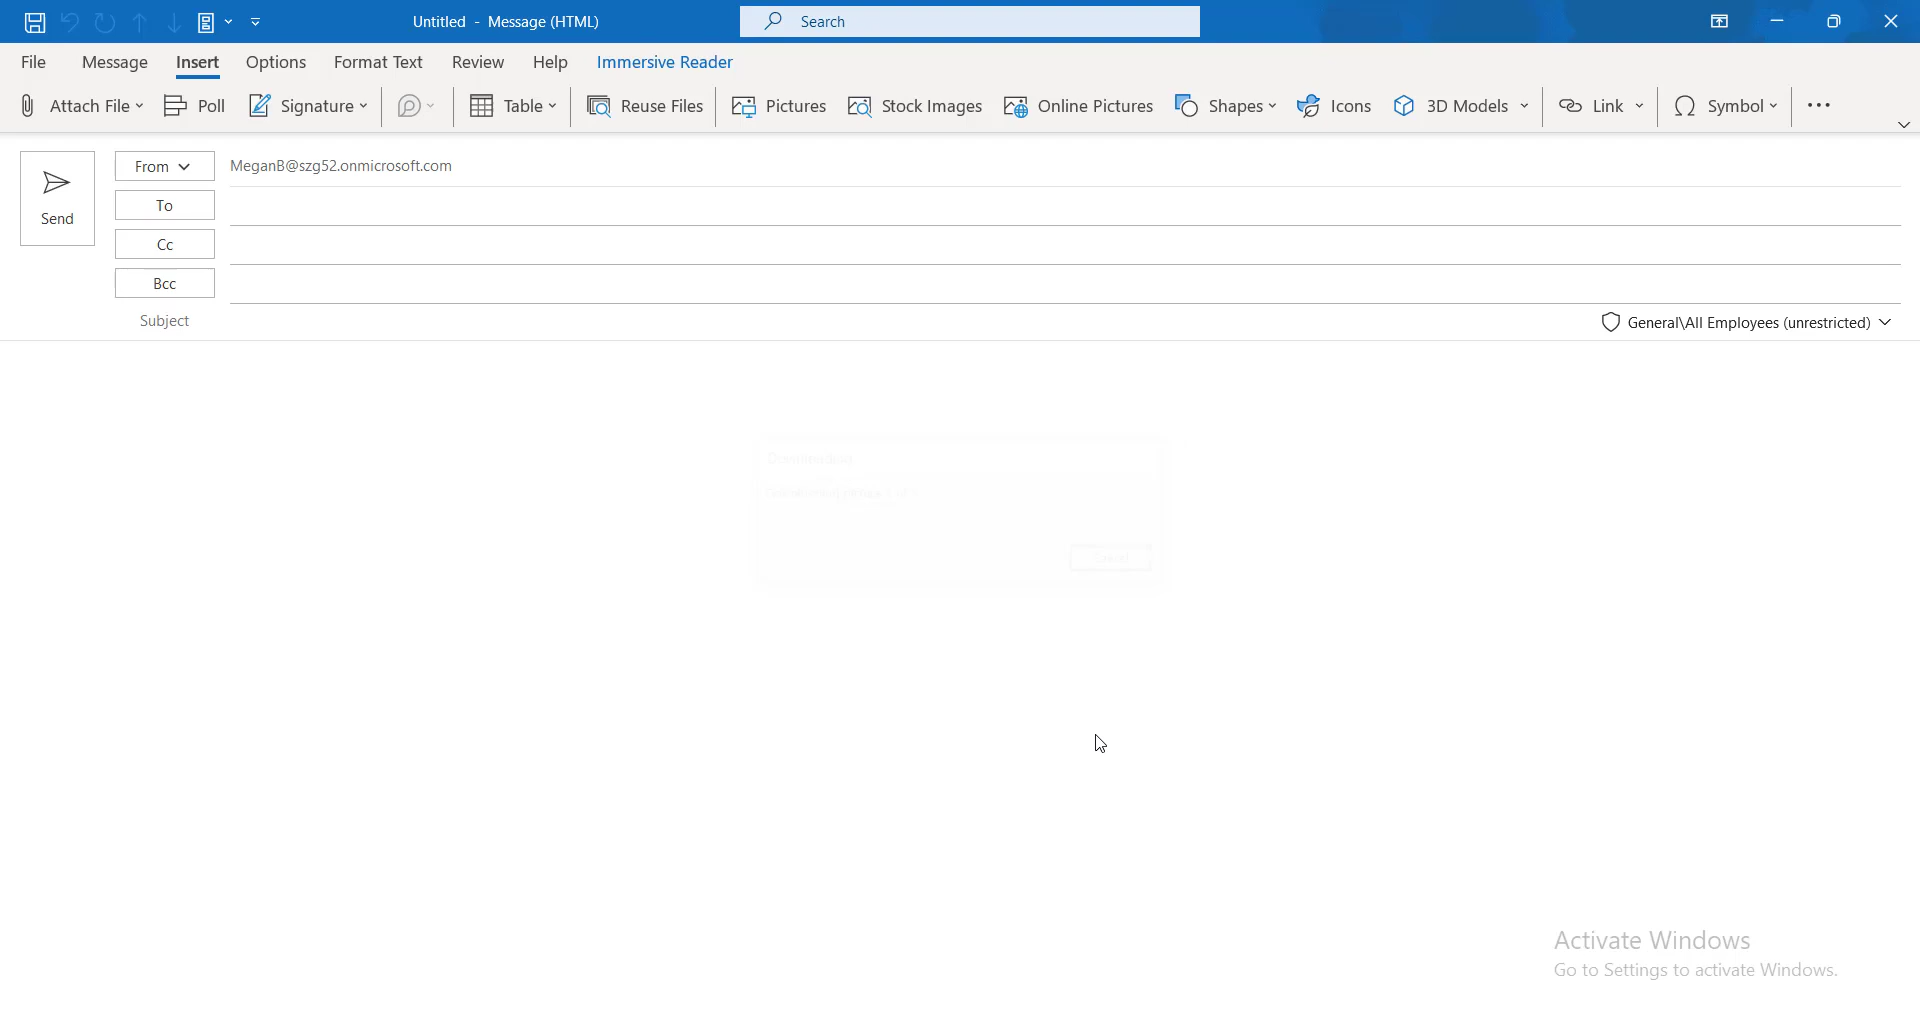 Untitled - Message (HTML)
Search
File Message Insert Options Format Text Review Help Immersive Reader
Attach File Poll Signature Table Reuse Files Pictures Stock Images Online Pictures Shapes Icons 3D Models Link Symbol
From MeganB@szg52.onmicrosoft.com
Send
To
Cc
Bcc
Subject
General\All Employees (unrestricted)
Activate Windows
Go to Settings to activate Windows.